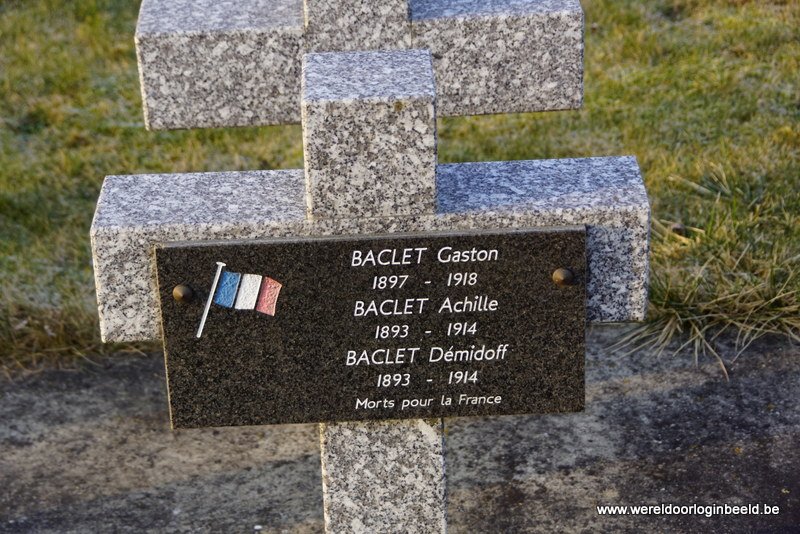 BACLET Gaston
1897 - 1918
BACLET Achille
1893 - 1914
BACLET Démidoff
1893 - 1914
Morts pour la France
www.wereldoorloginbeeld.be